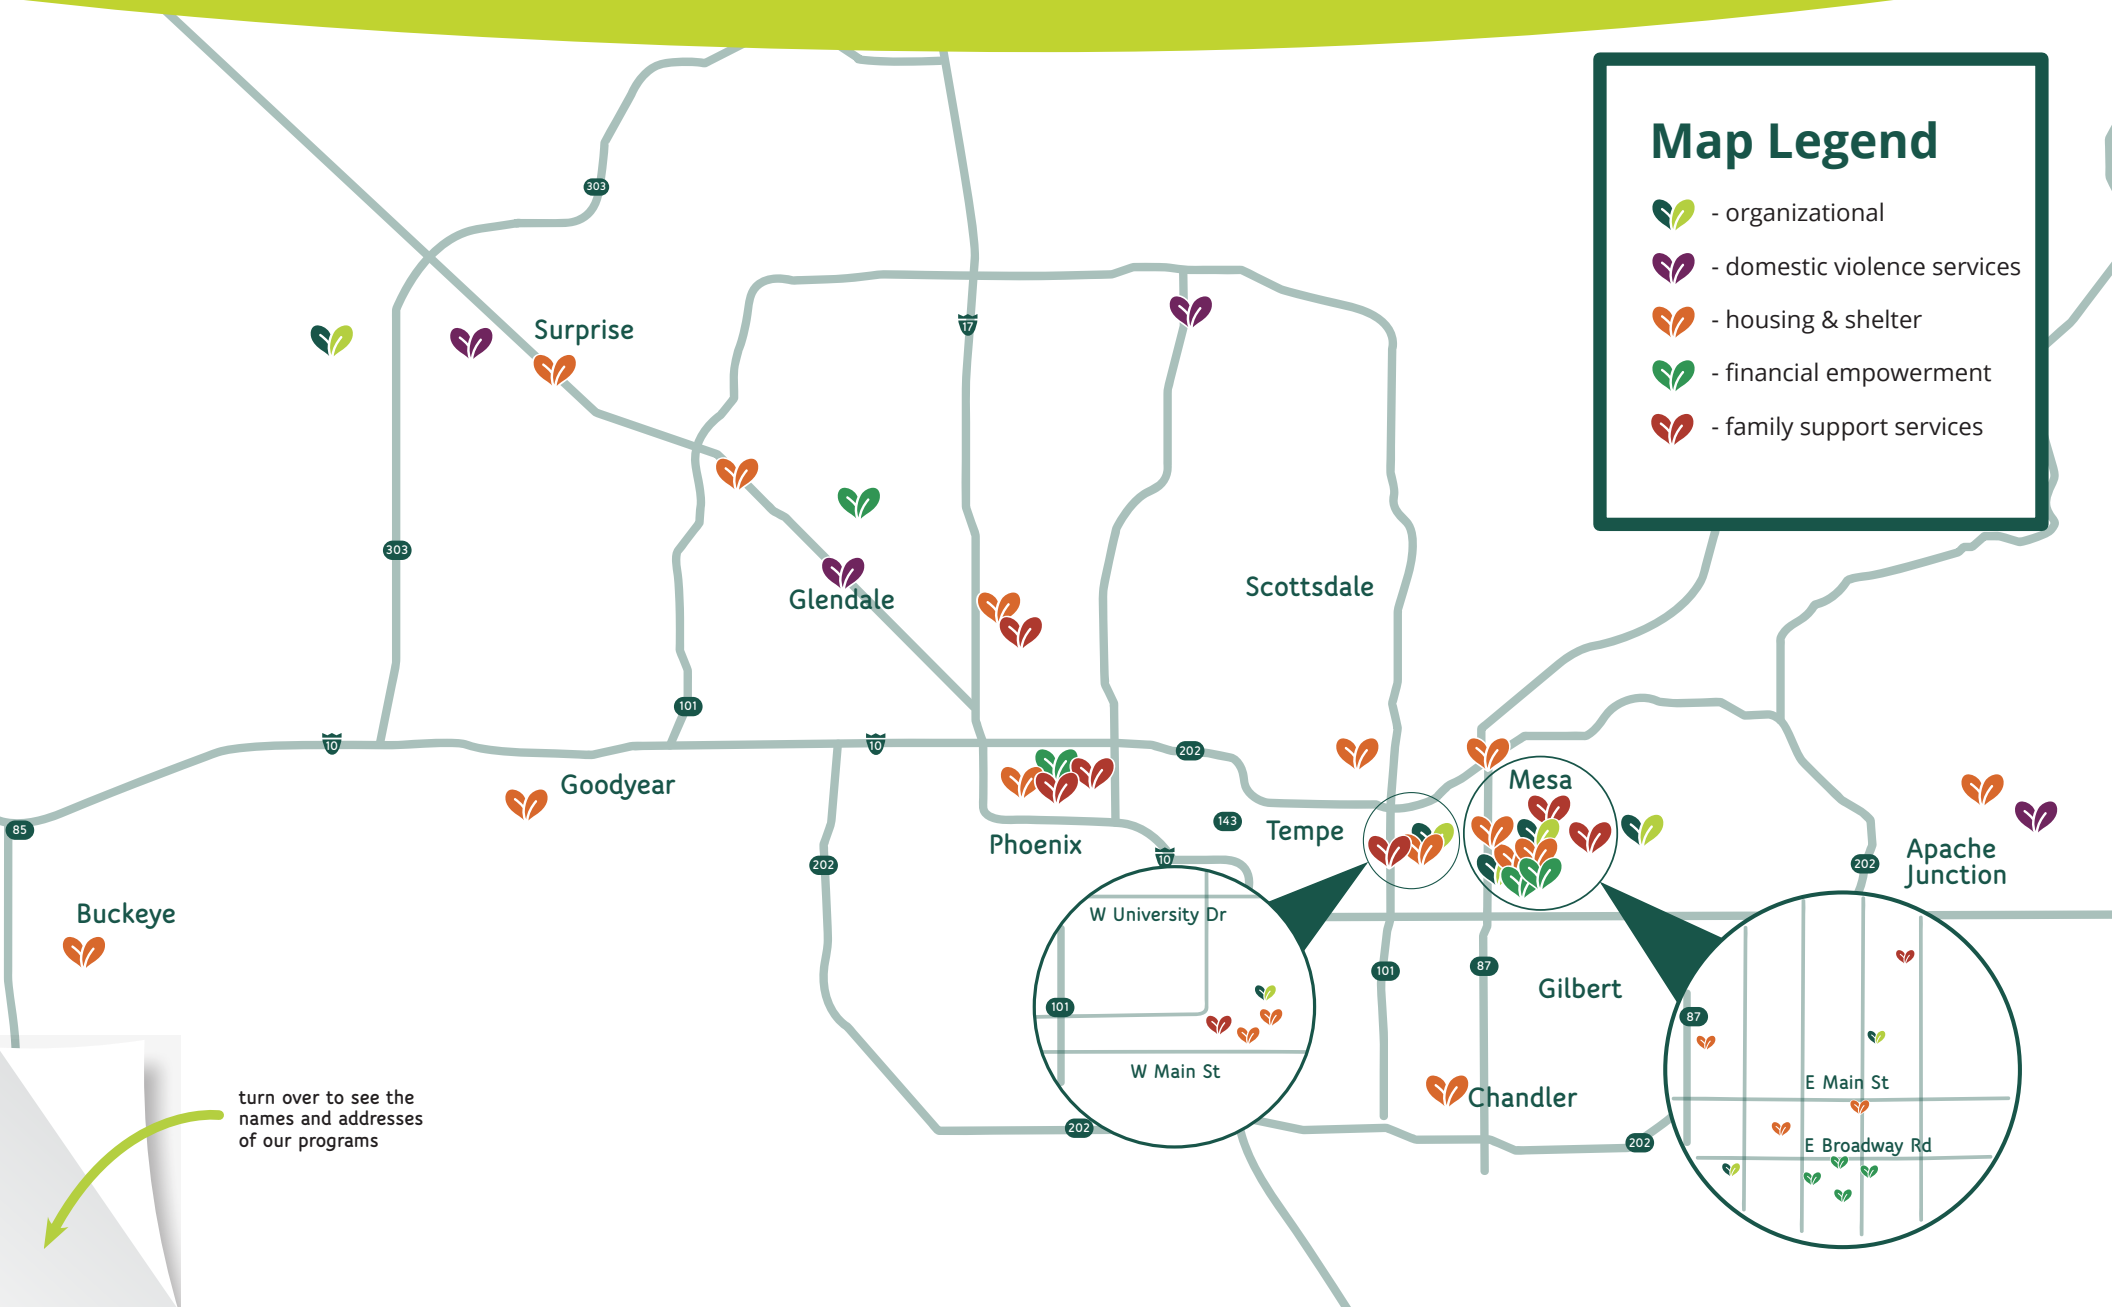 Map Legend
- organizational
- domestic violence services
- housing & shelter
- financial empowerment
- family support services
303
Surprise
17
303
Glendale
Scottsdale
101
10
10
202
Goodyear
Mesa
85
143
Tempe
Phoenix
10
202
202
Apache
Junction
Buckeye
W University Dr
101
87
Gilbert
101
87
W Main St
E Main St
E Broadway Rd
Chandler
202
202
turn over to see the
names and addresses
of our programs